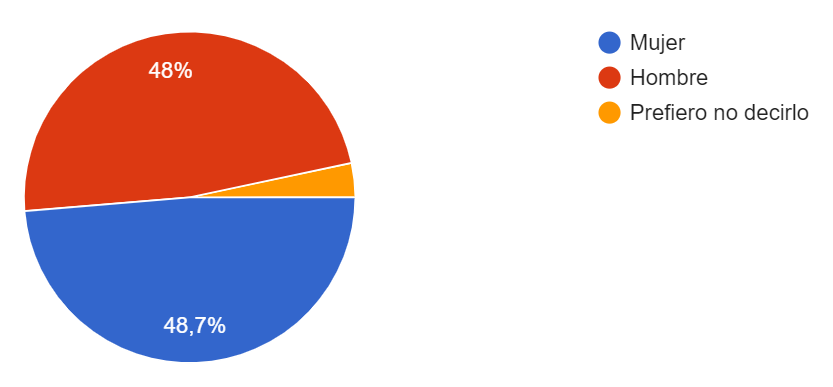 48%
48,7%
Mujer
Hombre
Prefiero no decirlo